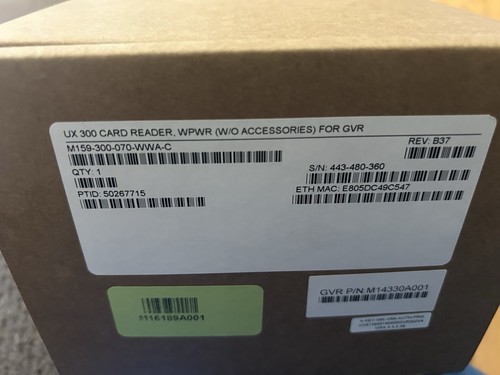 UX 300 CARD READER, WPWR (W/O ACCESSORIES) FOR GVR
M159-300-070-WWA-C
REV: B37
QTY: 1
S/N: 443-480-360
PTID: 50267715
ETH MAC: E805DC49C547
GVR P/N:M14330A001
M16189A001